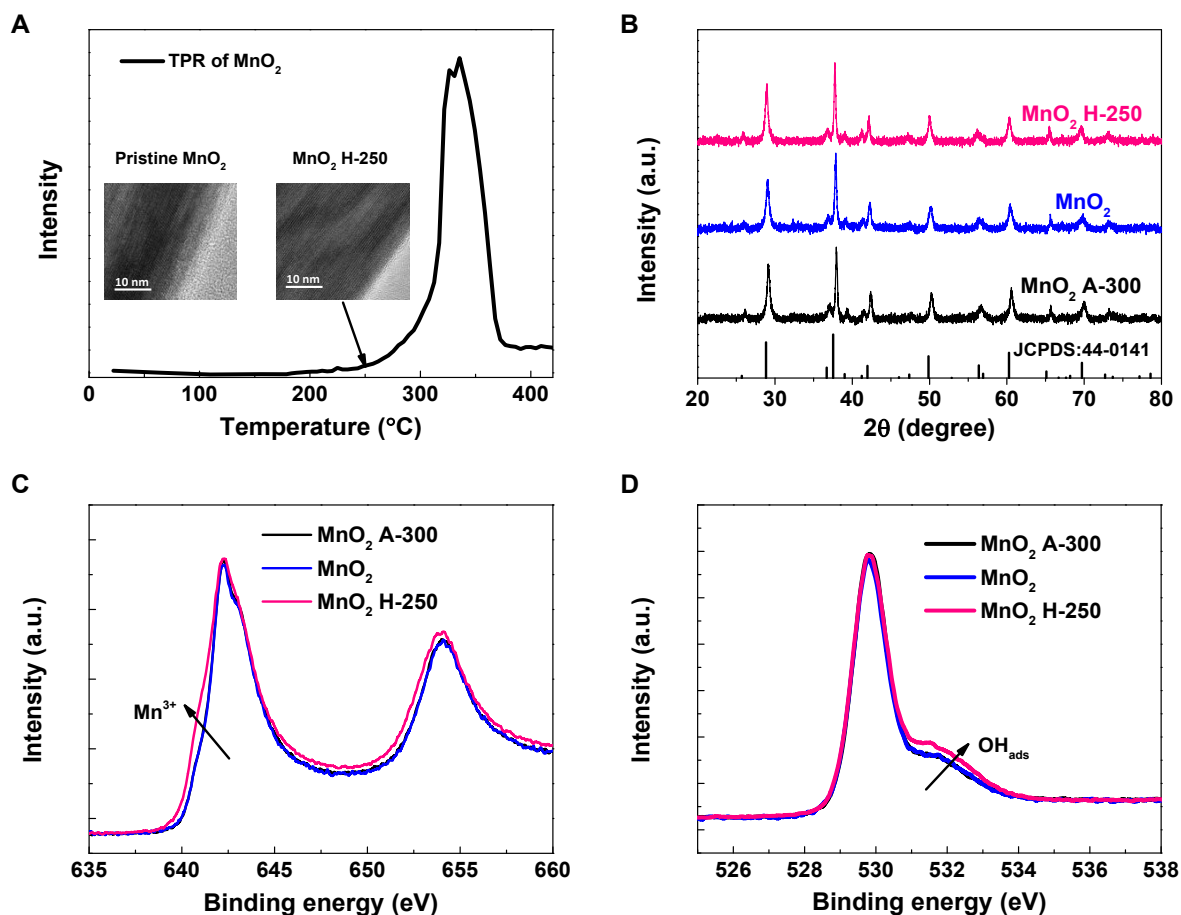 A
TPR of MnO₂
Pristine MnO₂
MnO₂ H-250
10 nm
10 nm
Intensity
0 100 200 300 400
Temperature (°C)
B
MnO₂ H-250
MnO₂
MnO₂ A-300
JCPDS:44-0141
Intensity (a.u.)
20 30 40 50 60 70 80
2θ (degree)
C
MnO₂ A-300
MnO₂
MnO₂ H-250
Mn³⁺
Intensity (a.u.)
635 640 645 650 655 660
Binding energy (eV)
D
MnO₂ A-300
MnO₂
MnO₂ H-250
OH_ads
Intensity (a.u.)
526 528 530 532 534 536 538
Binding energy (eV)